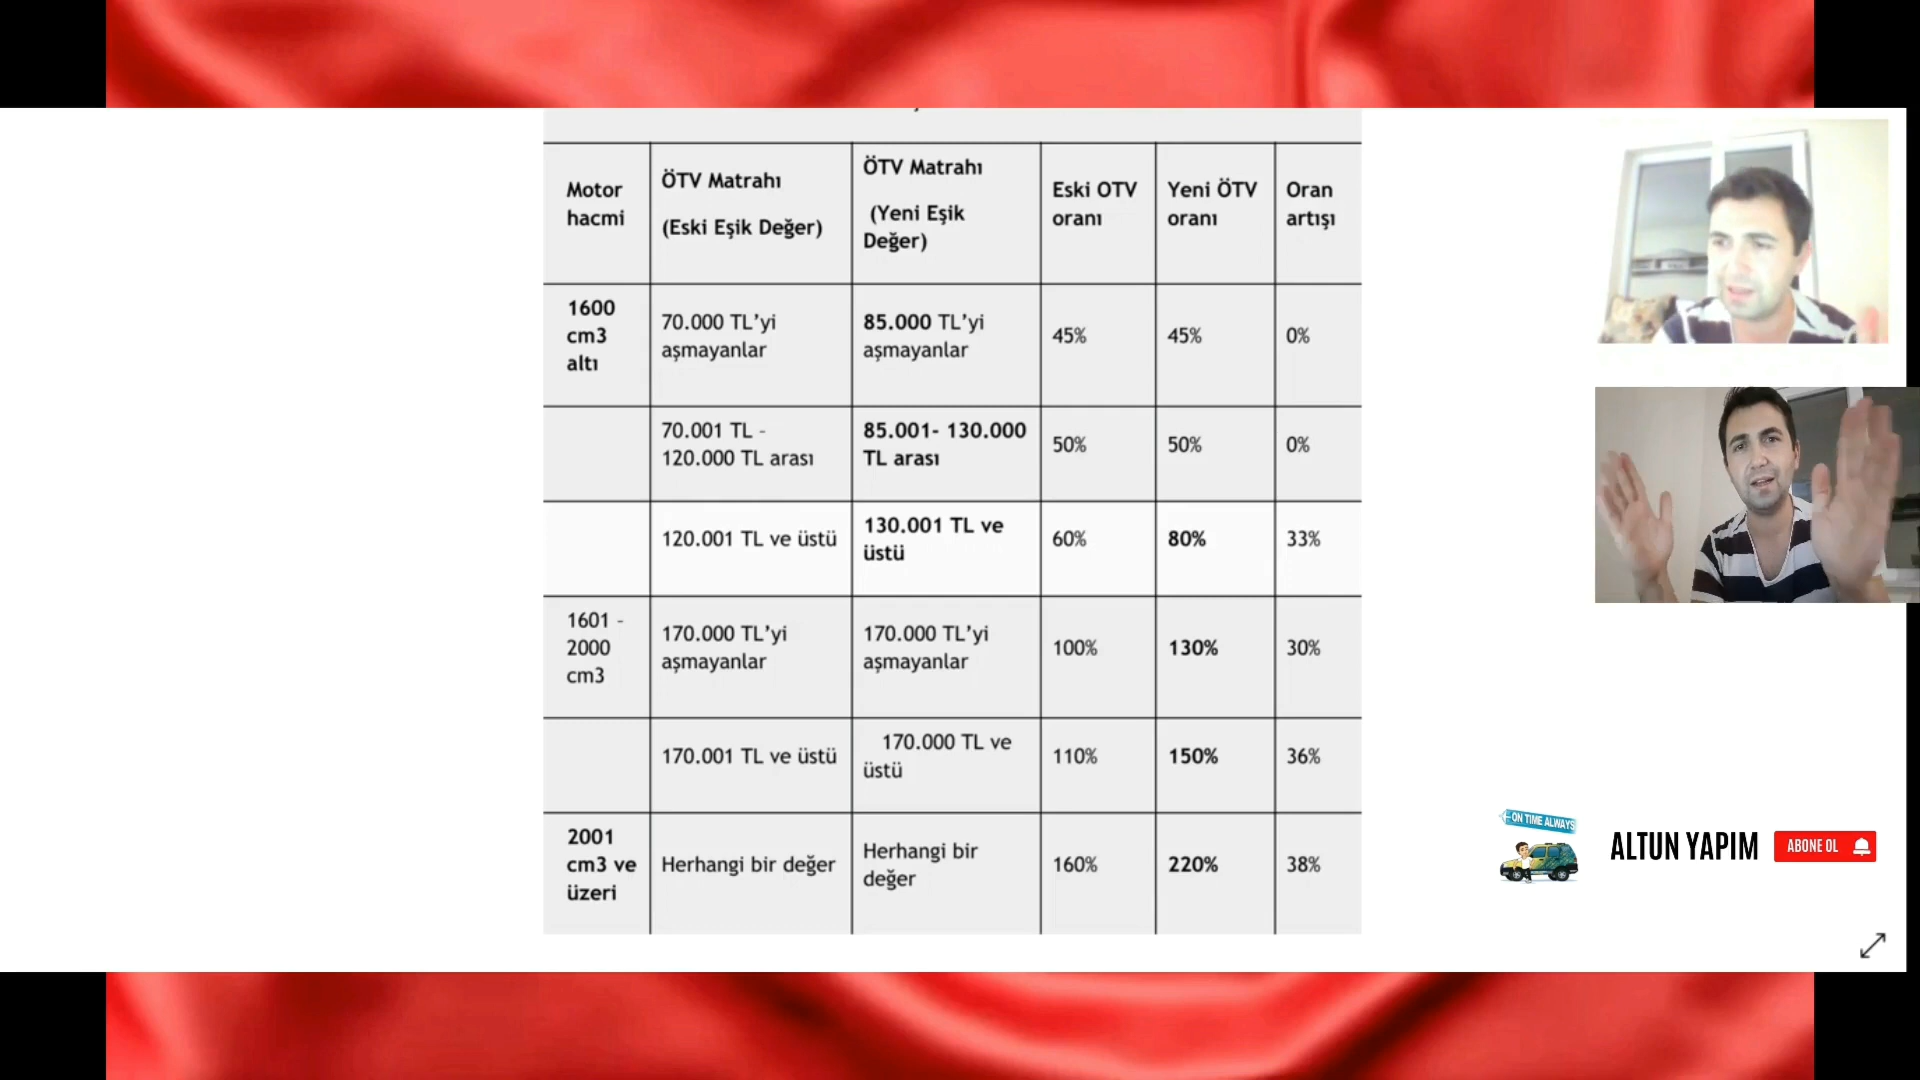 Motor
hacmi
ÖTV Matrahı
(Eski Eşik Değer)
ÖTV Matrahı
(Yeni Eşik
Değer)
Eski OTV
oranı
Yeni ÖTV
oranı
Oran
artışı
1600
cm3
altı
70.000 TL’yi
aşmayanlar
85.000 TL’yi
aşmayanlar
45%
45%
0%
70.001 TL -
120.000 TL arası
85.001- 130.000
TL arası
50%
50%
0%
120.001 TL ve üstü
130.001 TL ve
üstü
60%
80%
33%
1601 -
2000
cm3
170.000 TL’yi
aşmayanlar
170.000 TL’yi
aşmayanlar
100%
130%
30%
170.001 TL ve üstü
170.000 TL ve
üstü
110%
150%
36%
2001
cm3 ve
üzeri
Herhangi bir değer
Herhangi bir
değer
160%
220%
38%
ON TIME ALWAYS
ALTUN YAPIM
ABONE OL